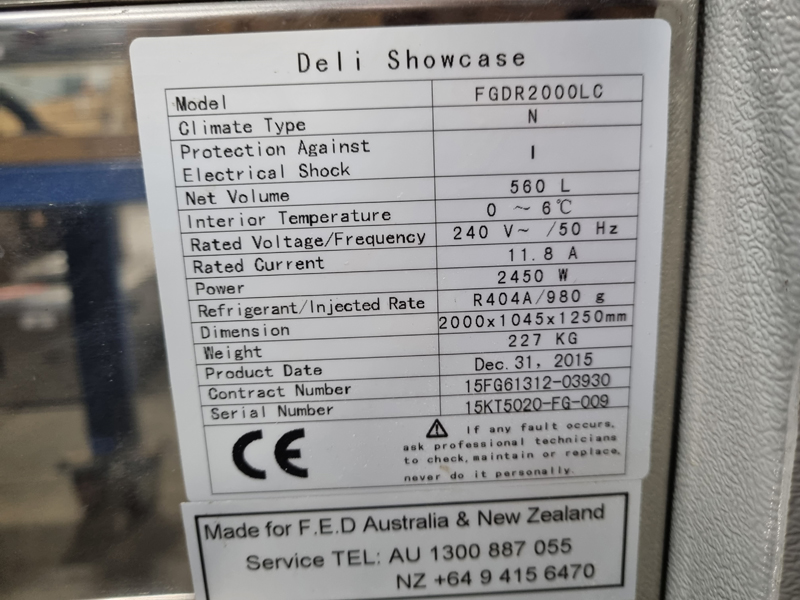 Deli Showcase
Model FGDR2000LC
Climate Type N
Protection Against
Electrical Shock I
Net Volume 560 L
Interior Temperature 0 ~ 6℃
Rated Voltage/Frequency 240 V~ /50 Hz
Rated Current 11.8 A
Power 2450 W
Refrigerant/Injected Rate R404A/980 g
Dimension 2000x1045x1250mm
Weight 227 KG
Product Date Dec.31, 2015
Contract Number 15FG61312-03930
Serial Number 15KT5020-FG-009
CE
If any fault occurs,
ask professional technicians
to check,maintain or replace,
never do it personally.
Made for F.E.D Australia & New Zealand
Service TEL: AU 1300 887 055
NZ +64 9 415 6470